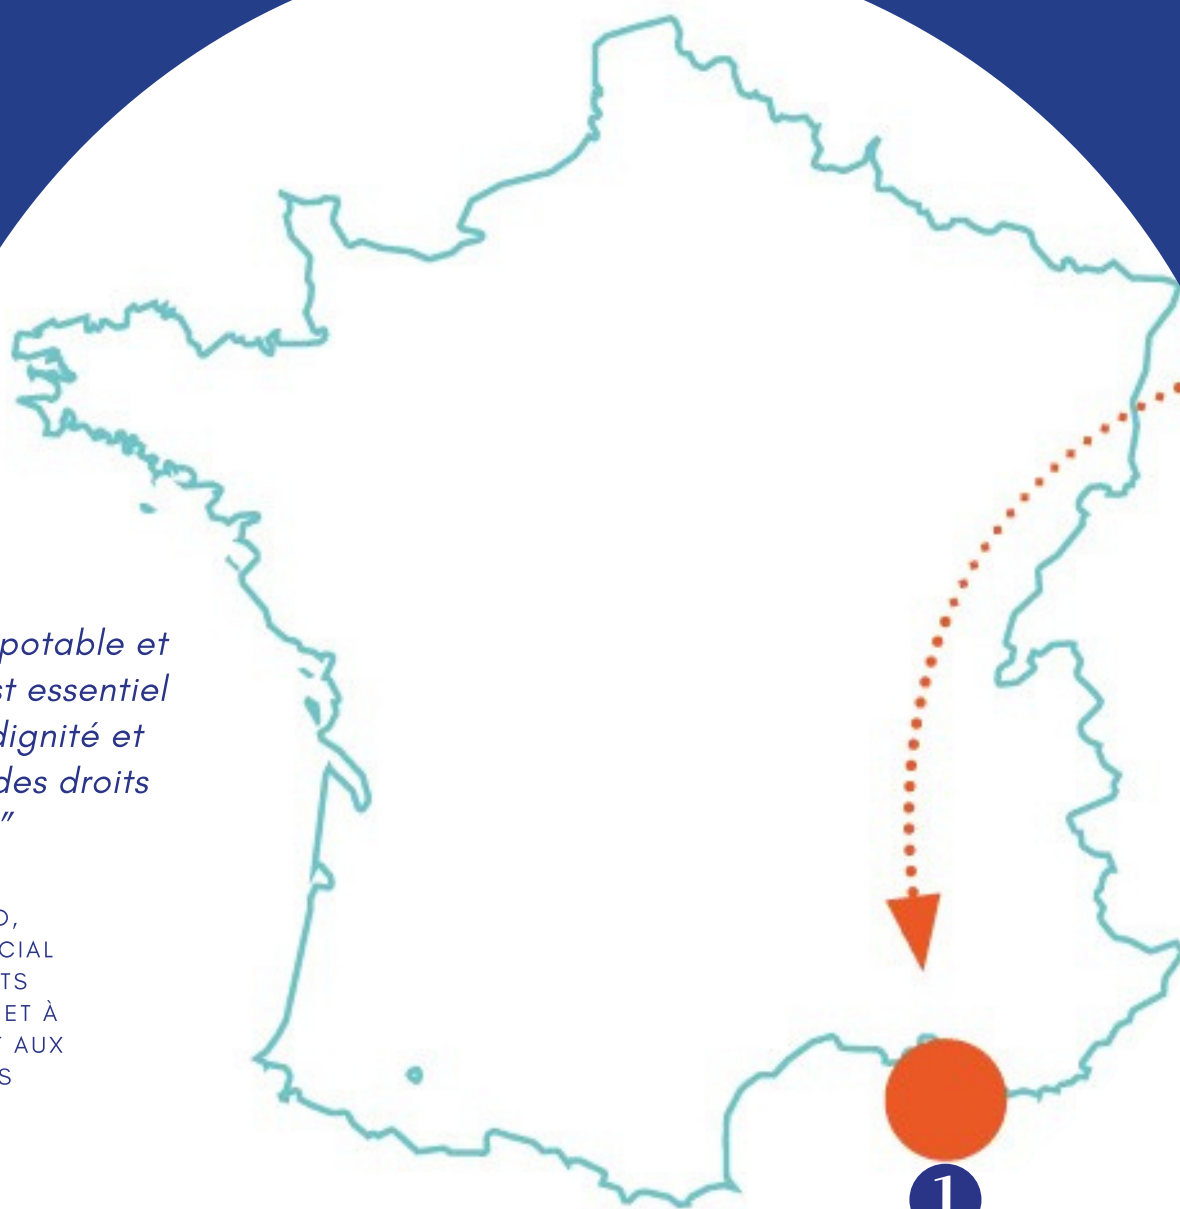 potable et
st essentiel
dignité et
des droits
”
O,
CIAL
TS
ET À
T AUX
S
1